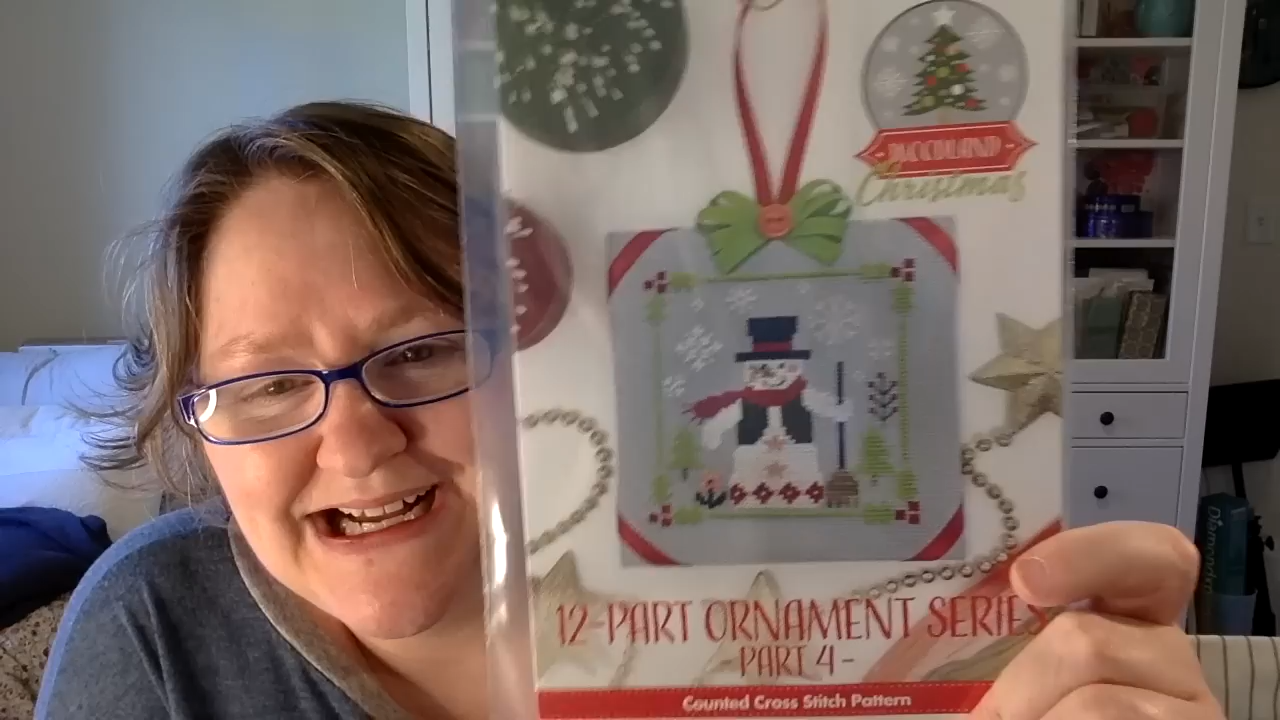 WOODLAND
Christmas
12-PART ORNAMENT SERIES
-PART 4-
Counted Cross Stitch Pattern